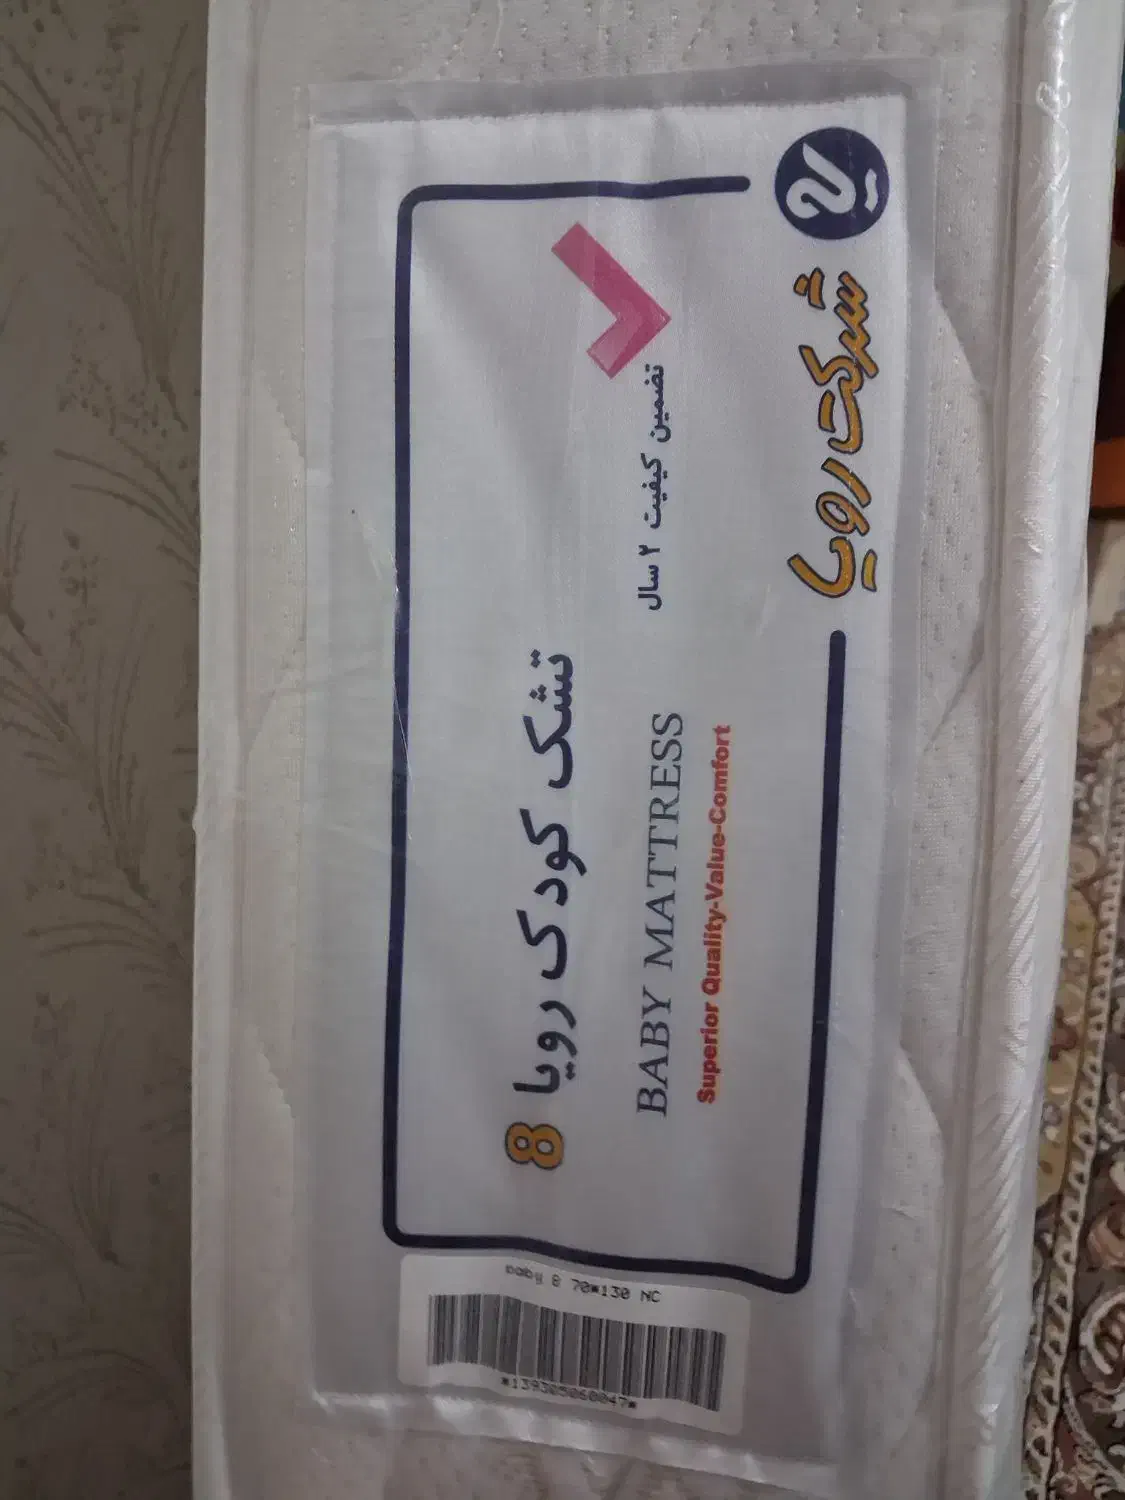 شرکت رویا
تضمین کیفیت ۲ سال
تشک کودک رویا 8
BABY MATTRESS
Superior Quality-Value-Comfort
baby 8 70*130 NC
*139305060047*